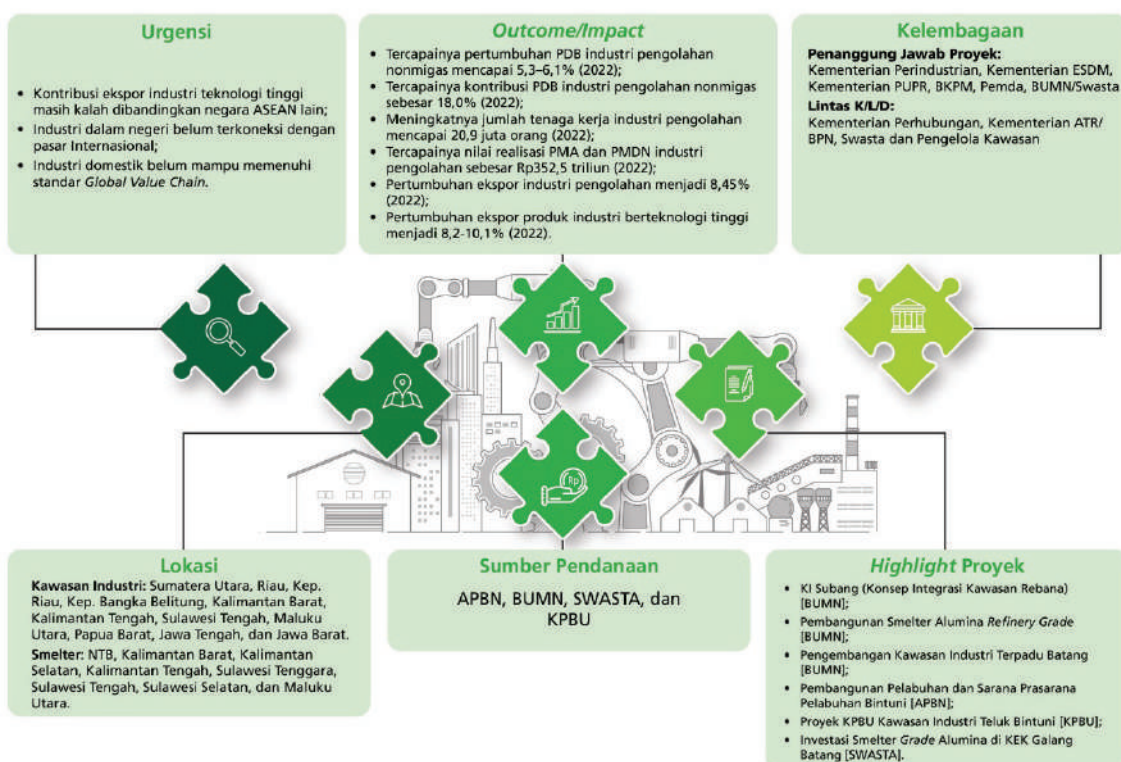 Urgensi
• Kontribusi ekspor industri teknologi tinggi
masih kalah dibandingkan negara ASEAN lain;
• Industri dalam negeri belum terkoneksi dengan
pasar Internasional;
• Industri domestik belum mampu memenuhi
standar Global Value Chain.
Outcome/Impact
• Tercapainya pertumbuhan PDB industri pengolahan
nonmigas mencapai 5,3–6,1% (2022);
• Tercapainya kontribusi PDB industri pengolahan nonmigas
sebesar 18,0% (2022);
• Meningkatnya jumlah tenaga kerja industri pengolahan
mencapai 20,9 juta orang (2022);
• Tercapainya nilai realisasi PMA dan PMDN industri
pengolahan sebesar Rp352,5 triliun (2022);
• Pertumbuhan ekspor industri pengolahan menjadi 8,45%
(2022);
• Pertumbuhan ekspor produk industri berteknologi tinggi
menjadi 8,2-10,1% (2022).
Kelembagaan
Penanggung Jawab Proyek:
Kementerian Perindustrian, Kementerian ESDM,
Kementerian PUPR, BKPM, Pemda, BUMN/Swasta
Lintas K/L/D:
Kementerian Perhubungan, Kementerian ATR/
BPN, Swasta dan Pengelola Kawasan
Rp
Lokasi
Kawasan Industri: Sumatera Utara, Riau, Kep.
Riau, Kep. Bangka Belitung, Kalimantan Barat,
Kalimantan Tengah, Sulawesi Tengah, Maluku
Utara, Papua Barat, Jawa Tengah, dan Jawa Barat.
Smelter: NTB, Kalimantan Barat, Kalimantan
Selatan, Kalimantan Tengah, Sulawesi Tenggara,
Sulawesi Tengah, Sulawesi Selatan, dan Maluku
Utara.
Sumber Pendanaan
APBN, BUMN, SWASTA, dan
KPBU
Highlight Proyek
• KI Subang (Konsep Integrasi Kawasan Rebana)
[BUMN];
• Pembangunan Smelter Alumina Refinery Grade
[BUMN];
• Pengembangan Kawasan Industri Terpadu Batang
[BUMN];
• Pembangunan Pelabuhan dan Sarana Prasarana
Pelabuhan Bintuni [APBN];
• Proyek KPBU Kawasan Industri Teluk Bintuni [KPBU];
• Investasi Smelter Grade Alumina di KEK Galang
Batang [SWASTA].